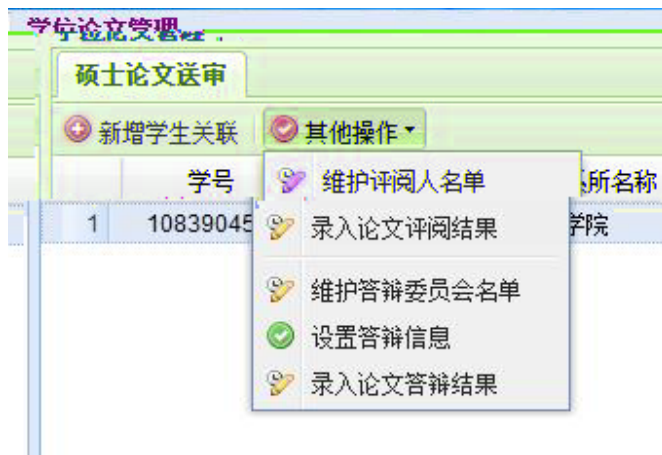 学位论文管理
硕士论文送审
新增学生关联 其他操作
学号 所名称
1 10839045 学院
维护评阅人名单
录入论文评阅结果
维护答辩委员会名单
设置答辩信息
录入论文答辩结果